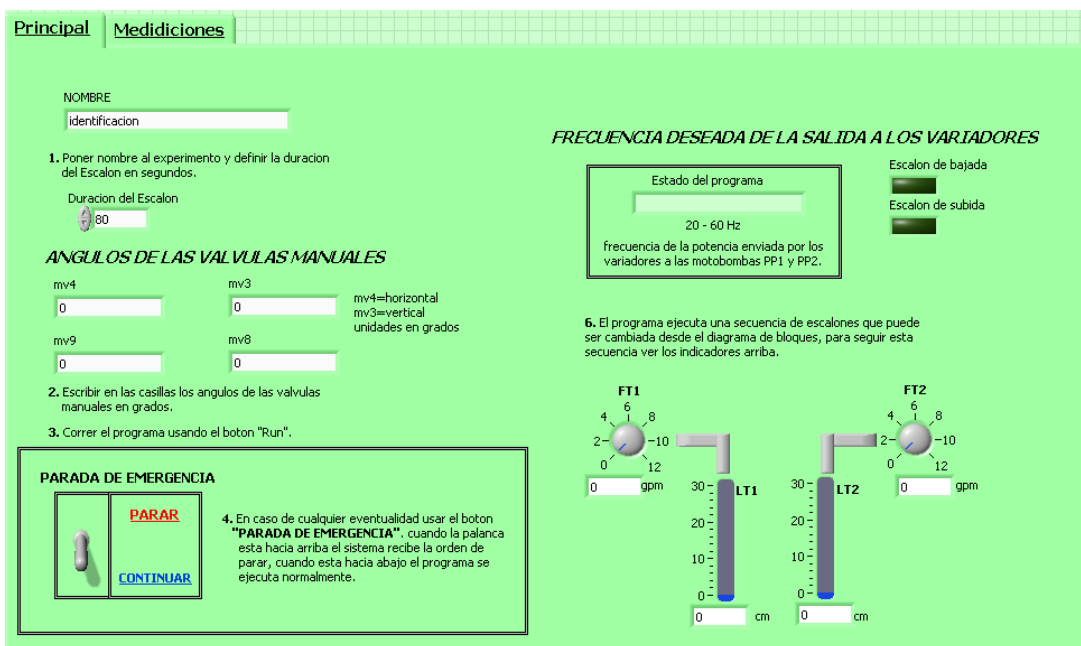 Principal
Medidiciones
NOMBRE
identificacion
1. Poner nombre al experimento y definir la duracion
del Escalon en segundos.
Duracion del Escalon
80
ANGULOS DE LAS VALVULAS MANUALES
mv4
mv3
0
0
mv4=horizontal
mv3=vertical
unidades en grados
mv9
mv8
0
0
2. Escribir en las casillas los angulos de las valvulas
manuales en grados.
3. Correr el programa usando el boton "Run".
PARADA DE EMERGENCIA
PARAR
CONTINUAR
4. En caso de cualquier eventualidad usar el boton
"PARADA DE EMERGENCIA". cuando la palanca
esta hacia arriba el sistema recibe la orden de
parar, cuando esta hacia abajo el programa se
ejecuta normalmente.
FRECUENCIA DESEADA DE LA SALIDA A LOS VARIADORES
Estado del programa
20 - 60 Hz
frecuencia de la potencia enviada por los
variadores a las motobombas PP1 y PP2.
Escalon de bajada
Escalon de subida
6. El programa ejecuta una secuencia de escalones que puede
ser cambiada desde el diagrama de bloques, para seguir esta
secuencia ver los indicadores arriba.
FT1
0 2 4 6 8 10 12
0 gpm
FT2
0 2 4 6 8 10 12
0 gpm
LT1
30
20
10
0
0 cm
LT2
30
20
10
0
0 cm